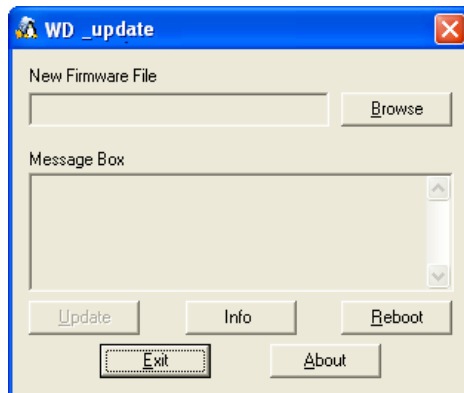 WD _update
New Firmware File
Browse
Message Box
Update Info Reboot
Exit About